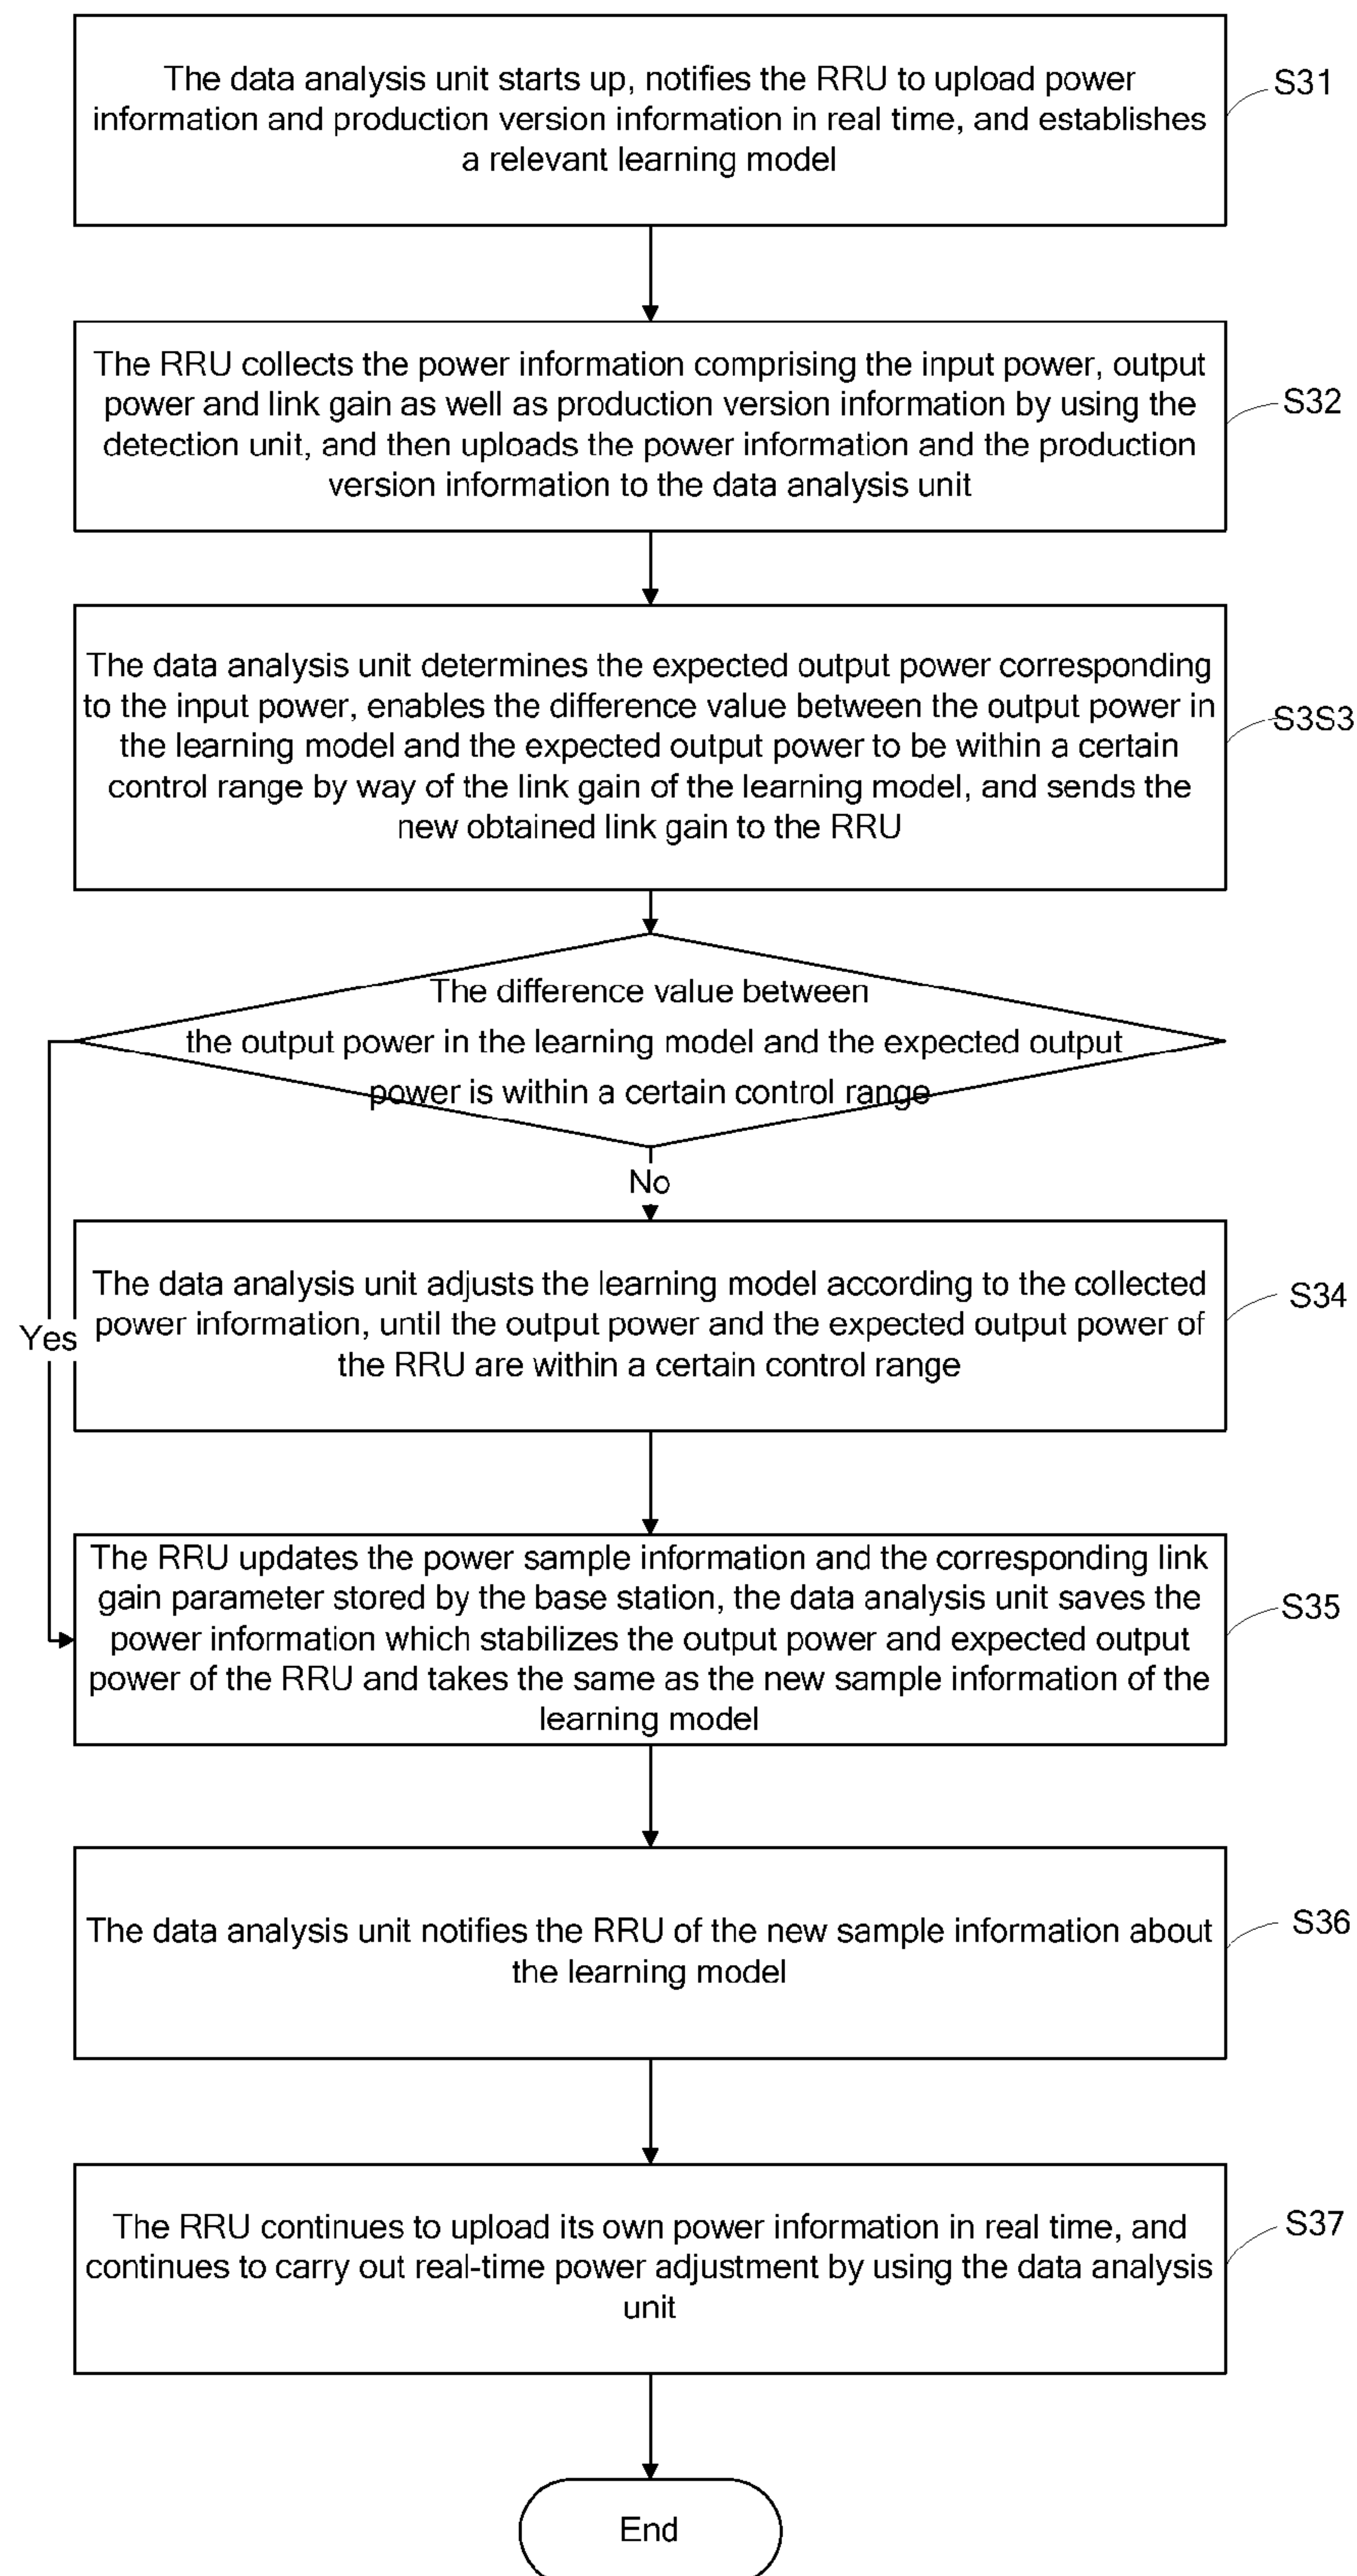 The data analysis unit starts up, notifies the RRU to upload power
information and production version information in real time, and establishes
a relevant learning model
S31
The RRU collects the power information comprising the input power, output
power and link gain as well as production version information by using the
detection unit, and then uploads the power information and the production
version information to the data analysis unit
S32
The data analysis unit determines the expected output power corresponding
to the input power, enables the difference value between the output power in
the learning model and the expected output power to be within a certain
control range by way of the link gain of the learning model, and sends the
new obtained link gain to the RRU
S3S3
The difference value between
the output power in the learning model and the expected output
power is within a certain control range
No
Yes
The data analysis unit adjusts the learning model according to the collected
power information, until the output power and the expected output power of
the RRU are within a certain control range
S34
The RRU updates the power sample information and the corresponding link
gain parameter stored by the base station, the data analysis unit saves the
power information which stabilizes the output power and expected output
power of the RRU and takes the same as the new sample information of the
learning model
S35
The data analysis unit notifies the RRU of the new sample information about
the learning model
S36
The RRU continues to upload its own power information in real time, and
continues to carry out real-time power adjustment by using the data analysis
unit
S37
End